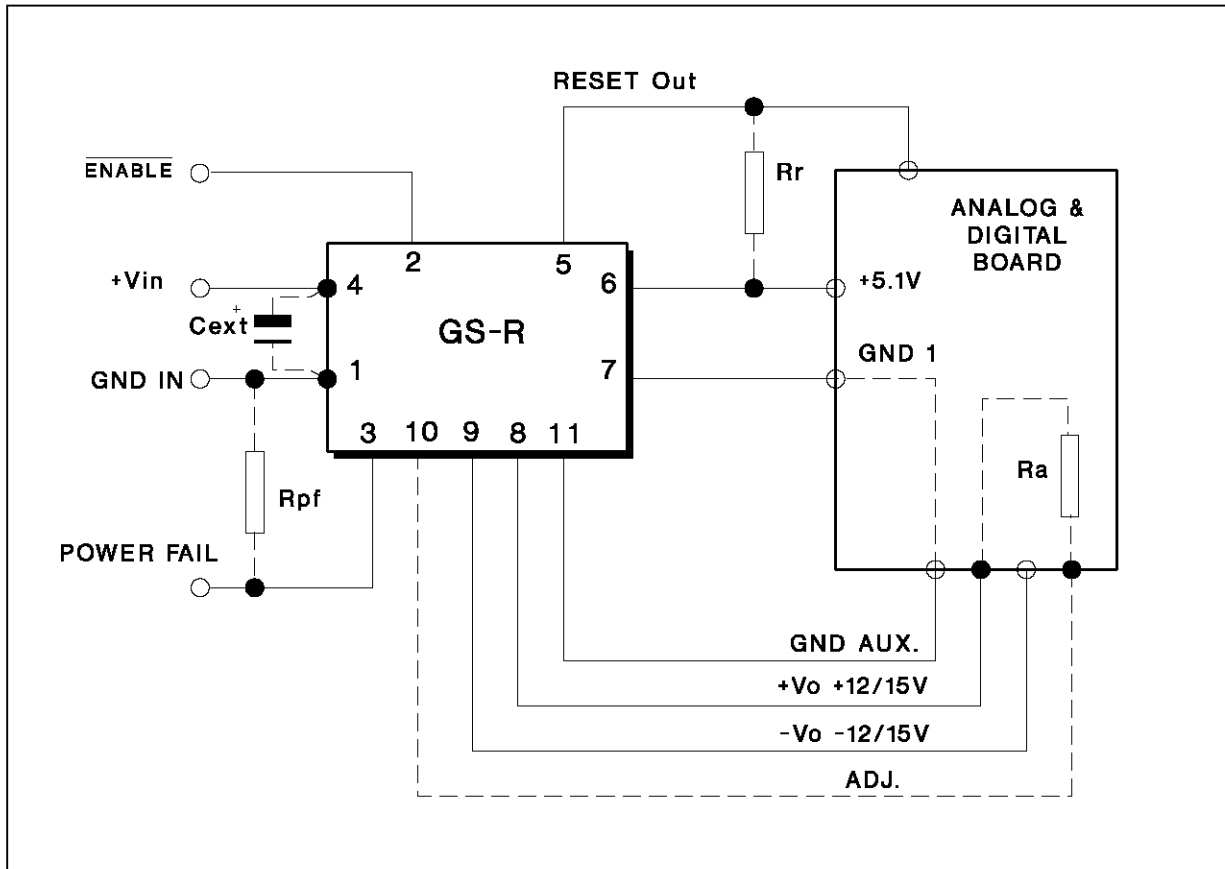 RESET Out
ENABLE
Rr
ANALOG &
DIGITAL
BOARD
2
5
+Vin
4
6
+5.1V
+
Cext
GS-R
GND IN
1
7
GND 1
3
10
9
8
11
Ra
Rpf
POWER FAIL
GND AUX.
+Vo +12/15V
-Vo -12/15V
ADJ.